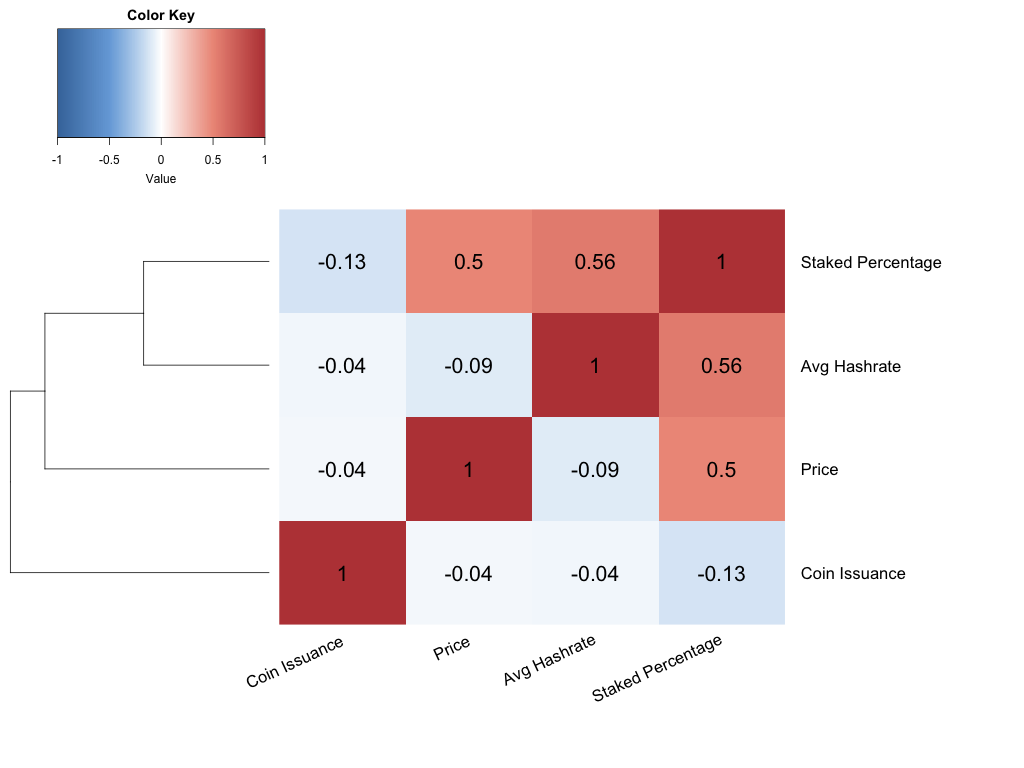 Color Key
-1 -0.5 0 0.5 1
Value
-0.13 0.5 0.56 1 Staked Percentage
-0.04 -0.09 1 0.56 Avg Hashrate
-0.04 1 -0.09 0.5 Price
1 -0.04 -0.04 -0.13 Coin Issuance
Coin Issuance Price Avg Hashrate Staked Percentage